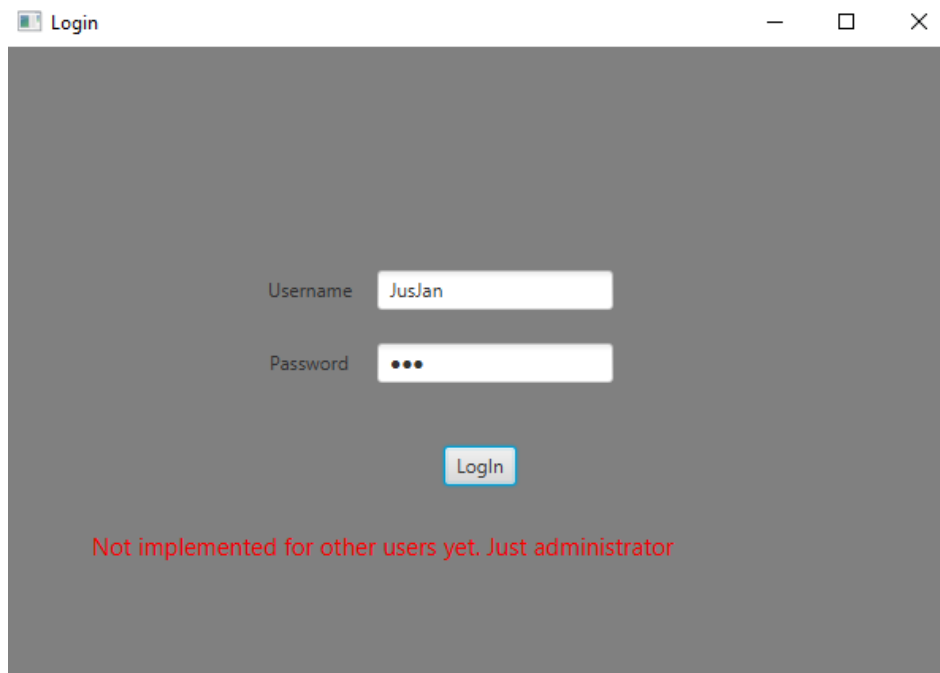 Login
Username JusJan
Password •••
LogIn
Not implemented for other users yet. Just administrator